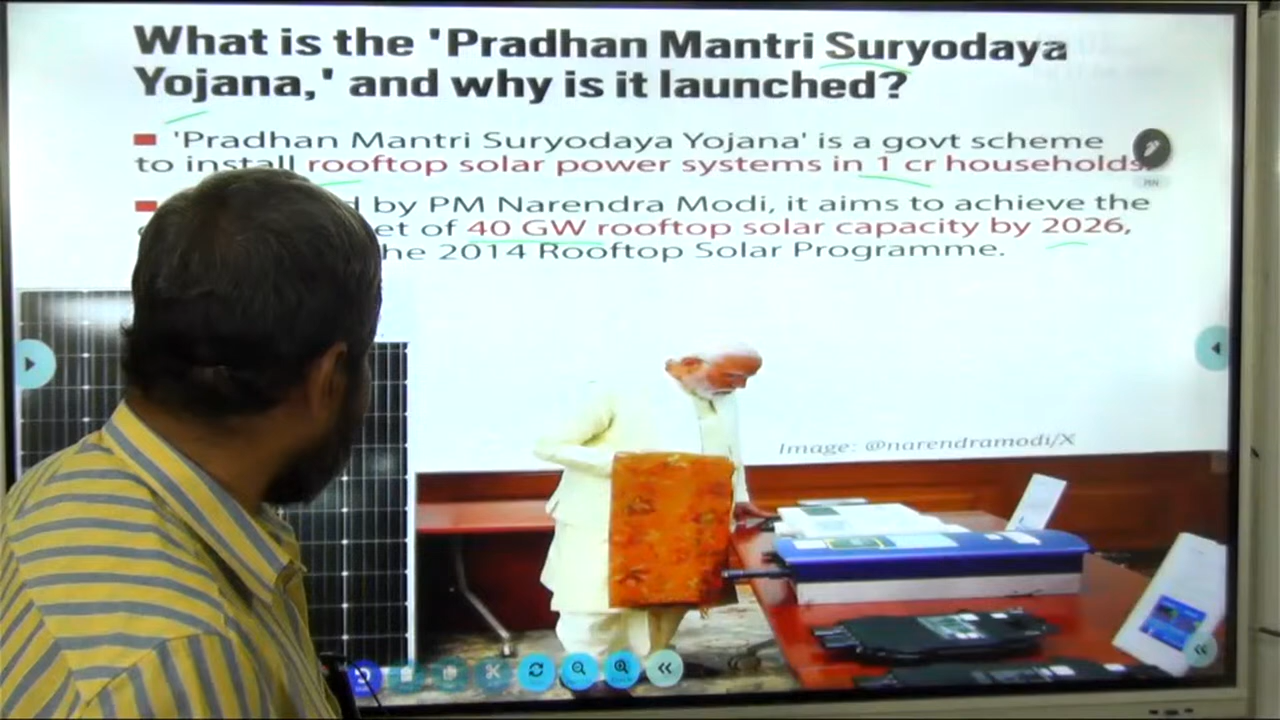 What is the 'Pradhan Mantri Suryodaya
Yojana,' and why is it launched?
'Pradhan Mantri Suryodaya Yojana' is a govt scheme
to install rooftop solar power systems in 1 cr households.
by PM Narendra Modi, it aims to achieve the
of 40 GW rooftop solar capacity by 2026,
2014 Rooftop Solar Programme.
Image: @narendramodi/X